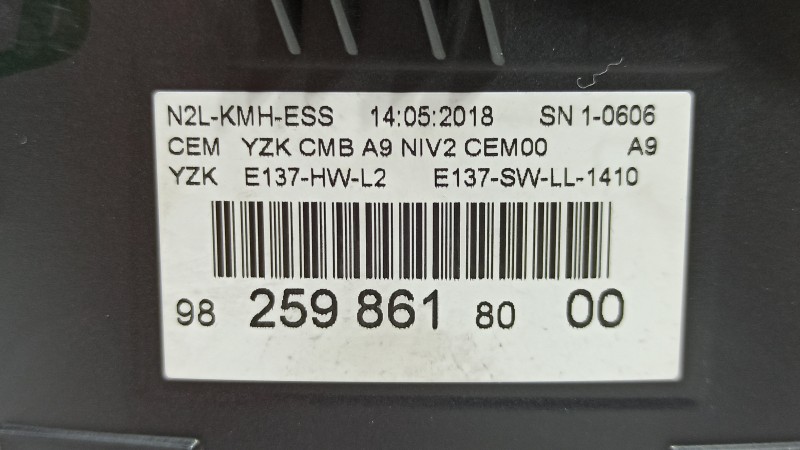 N2L-KMH-ESS 14:05:2018 SN 1-0606
CEM YZK CMB A9 NIV2 CEM00 A9
YZK E137-HW-L2 E137-SW-LL-1410
98 259 861 80 00